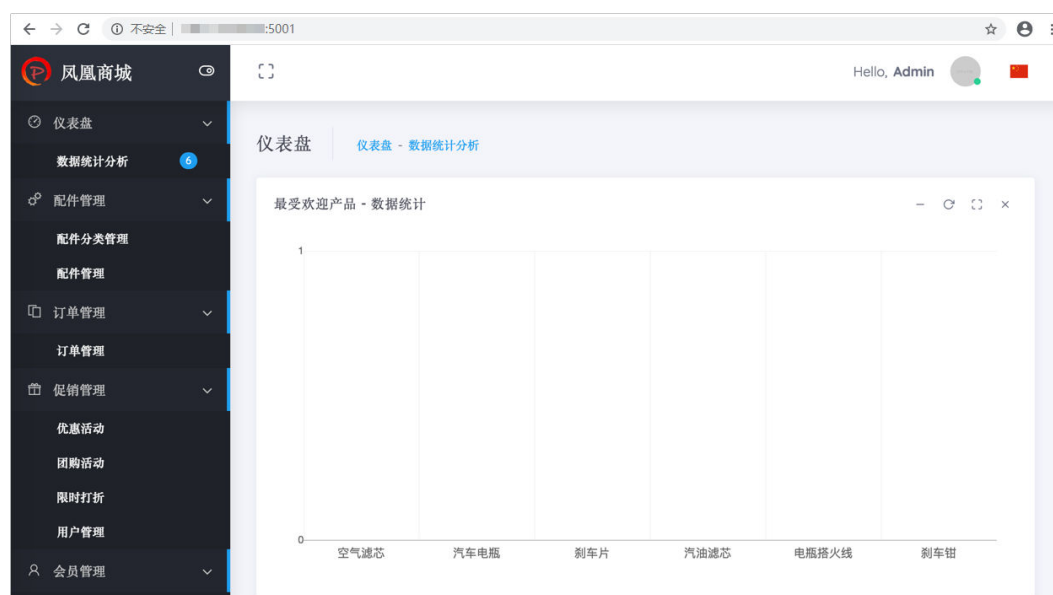 不安全 | :5001
凤凰商城
Hello, Admin
仪表盘
数据统计分析 6
配件管理
配件分类管理
配件管理
订单管理
订单管理
促销管理
优惠活动
团购活动
限时打折
用户管理
会员管理
仪表盘
仪表盘 - 数据统计分析
最受欢迎产品 - 数据统计
1
0
空气滤芯 汽车电瓶 刹车片 汽油滤芯 电瓶搭火线 刹车钳